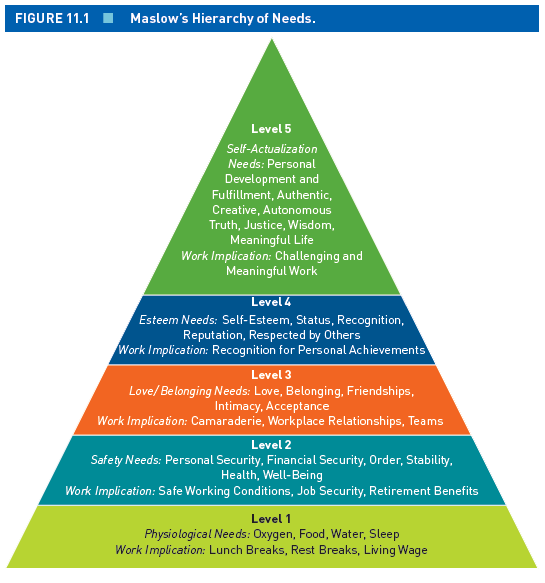 FIGURE 11.1 ■ Maslow's Hierarchy of Needs.
Level 5
Self-Actualization
Needs: Personal
Development and
Fulfillment, Authentic,
Creative, Autonomous
Truth, Justice, Wisdom,
Meaningful Life
Work Implication: Challenging and
Meaningful Work
Level 4
Esteem Needs: Self-Esteem, Status, Recognition,
Reputation, Respected by Others
Work Implication: Recognition for Personal Achievements
Level 3
Love/Belonging Needs: Love, Belonging, Friendships,
Intimacy, Acceptance
Work Implication: Camaraderie, Workplace Relationships, Teams
Level 2
Safety Needs: Personal Security, Financial Security, Order, Stability,
Health, Well-Being
Work Implication: Safe Working Conditions, Job Security, Retirement Benefits
Level 1
Physiological Needs: Oxygen, Food, Water, Sleep
Work Implication: Lunch Breaks, Rest Breaks, Living Wage